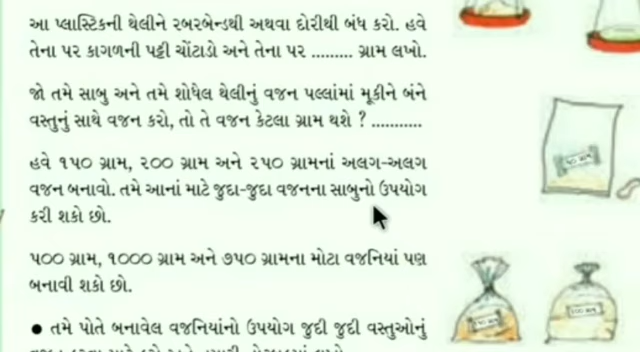 આ પ્લાસ્ટિકની થેલીને રબરબેન્ડથી અથવા દોરીથી બંધ કરો. હવે
તેના પર કાગળની પટ્ટી ચોંટાડો અને તેના પર ......... ગ્રામ લખો.
જો તમે સાબુ અને તમે શોધેલ થેલીનું વજન પલ્લાંમાં મૂકીને બંને
વસ્તુનું સાથે વજન કરો, તો તે વજન કેટલા ગ્રામ થશે ? ...........
હવે ૧૫૦ ગ્રામ, ૨૦૦ ગ્રામ અને ૨૫૦ ગ્રામનાં અલગ-અલગ
વજન બનાવો. તમે આનાં માટે જુદા-જુદા વજનના સાબુનો ઉપયોગ
કરી શકો છો.
૫૦૦ ગ્રામ, ૧૦૦૦ ગ્રામ અને ૭૫૦ ગ્રામના મોટા વજનિયાં પણ
બનાવી શકો છો.
● તમે પોતે બનાવેલ વજનિયાંનો ઉપયોગ જુદી જુદી વસ્તુઓનું